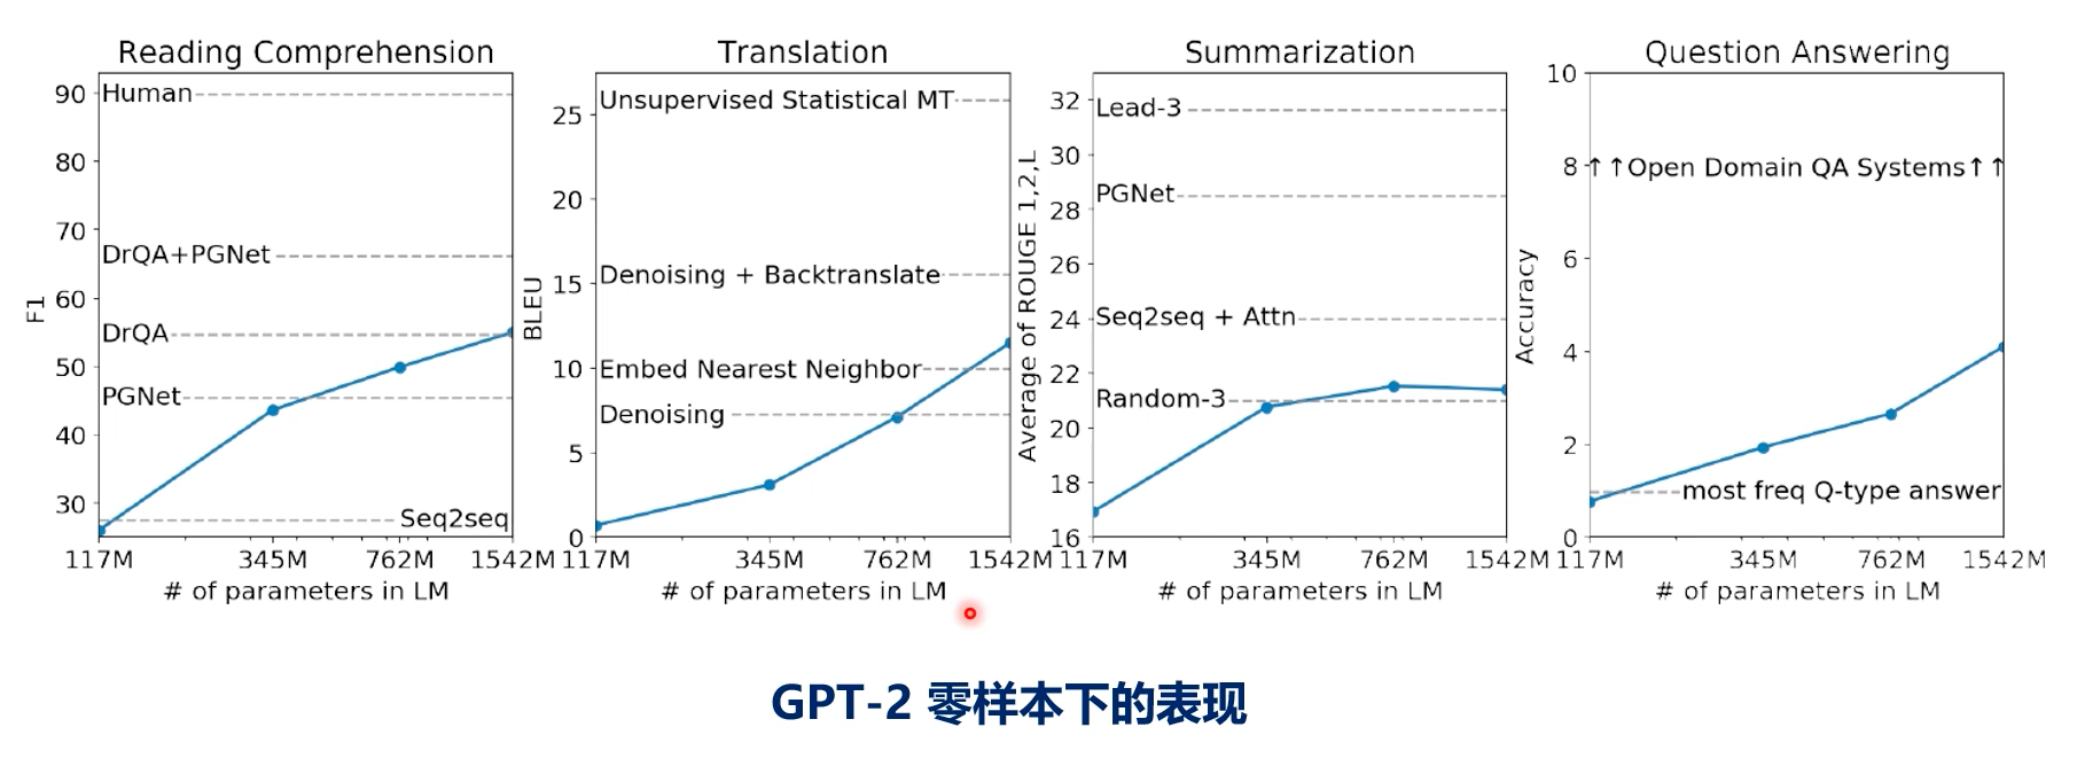 Reading Comprehension
90
80
70
60
50
40
30
F1
Human
DrQA+PGNet
DrQA
PGNet
Seq2seq
117M 345M 762M 1542M
# of parameters in LM
Translation
25
20
15
10
5
0
BLEU
Unsupervised Statistical MT
Denoising + Backtranslate
Embed Nearest Neighbor
Denoising
117M 345M 762M 1542M
# of parameters in LM
Summarization
32
30
28
26
24
22
20
18
16
Average of ROUGE 1,2,L
Lead-3
PGNet
Seq2seq + Attn
Random-3
117M 345M 762M 1542M
# of parameters in LM
Question Answering
10
8
6
4
2
0
Accuracy
↑↑Open Domain QA Systems↑↑
most freq Q-type answer
117M 345M 762M 1542M
# of parameters in LM
GPT-2 零样本下的表现